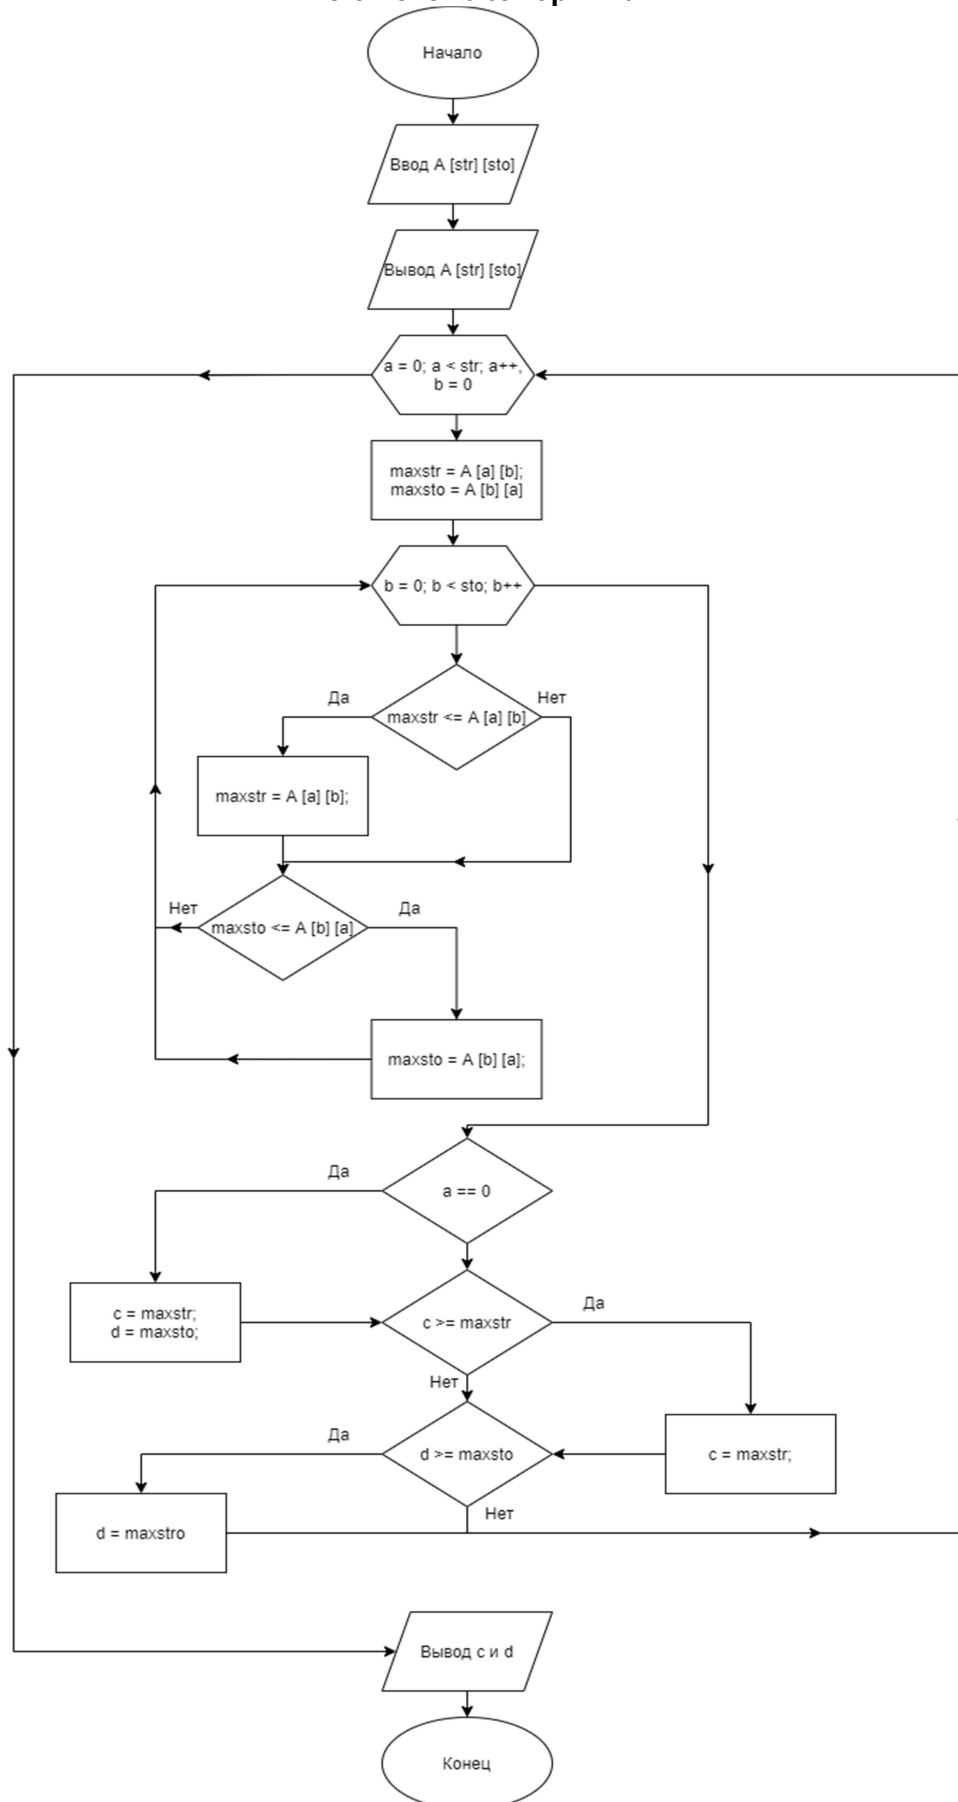 Начало
Ввод A [str] [sto]
Вывод A [str] [sto]
a = 0; a < str; a++,
b = 0
maxstr = A [a] [b];
maxsto = A [b] [a]
b = 0; b < sto; b++
Да
Нет
maxstr <= A [a] [b]
maxstr = A [a] [b];
Нет
Да
maxsto <= A [b] [a]
maxsto = A [b] [a];
Да
a == 0
c = maxstr;
d = maxsto;
c >= maxstr
Да
Нет
Да
d >= maxsto
c = maxstr;
Нет
d = maxstro
Вывод c и d
Конец